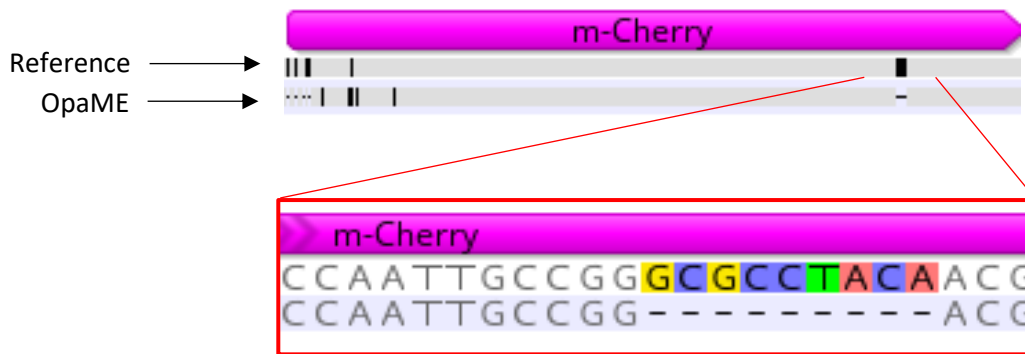 m-Cherry
Reference
OpaME
m-Cherry
CCAATTGCCGGGCGCCTACAACG
CCAATTGCCGG---------ACG